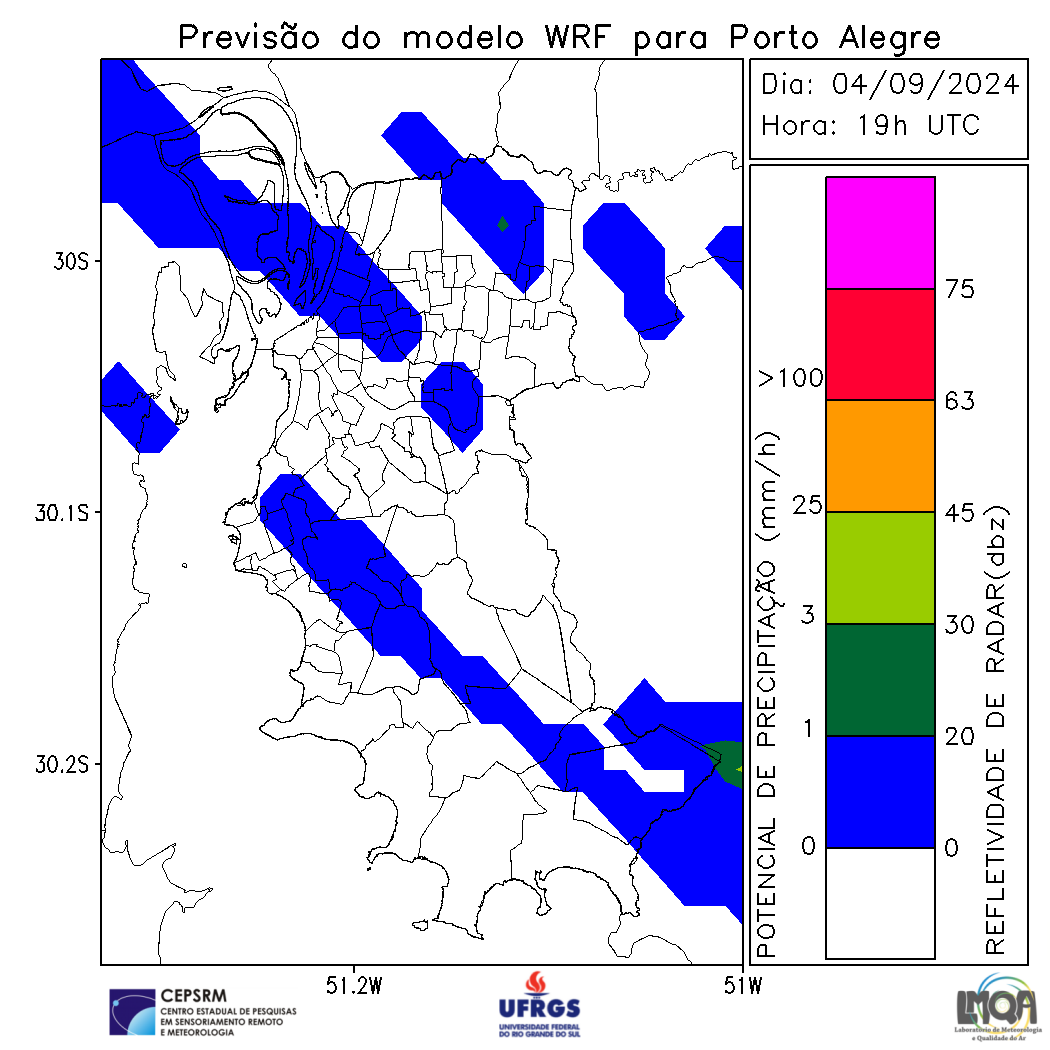 Previsão do modelo WRF para Porto Alegre
Dia: 04/09/2024
Hora: 19h UTC
30S
30.1S
30.2S
51.2W
51W
POTENCIAL DE PRECIPITAÇÃO (mm/h)
>100
25
3
1
0
75
63
45
30
20
0
REFLETIVIDADE DE RADAR(dbz)
CEPSRM
CENTRO ESTADUAL DE PESQUISAS
EM SENSORIAMENTO REMOTO
E METEOROLOGIA
UFRGS
UNIVERSIDADE FEDERAL
DO RIO GRANDE DO SUL
LMQA
Laboratório de Meteorologia
e Qualidade do Ar